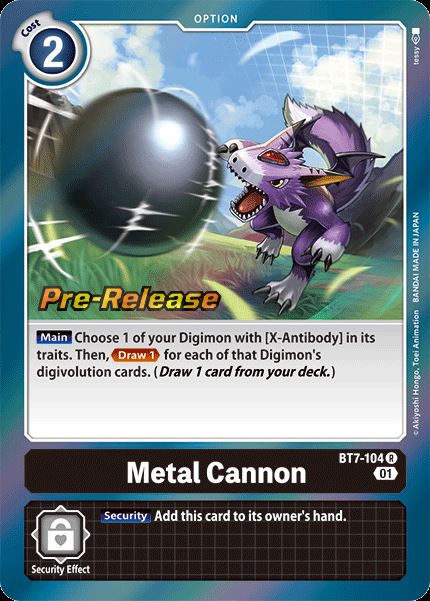 OPTION
Cost
2
tessy
Pre-Release
Main Choose 1 of your Digimon with [X-Antibody] in its
traits. Then, Draw 1 for each of that Digimon's
digivolution cards. (Draw 1 card from your deck.)
© Akiyoshi Hongo, Toei Animation BANDAI MADE IN JAPAN
BT7-104 R
Metal Cannon
01
Security Add this card to its owner's hand.
Security Effect